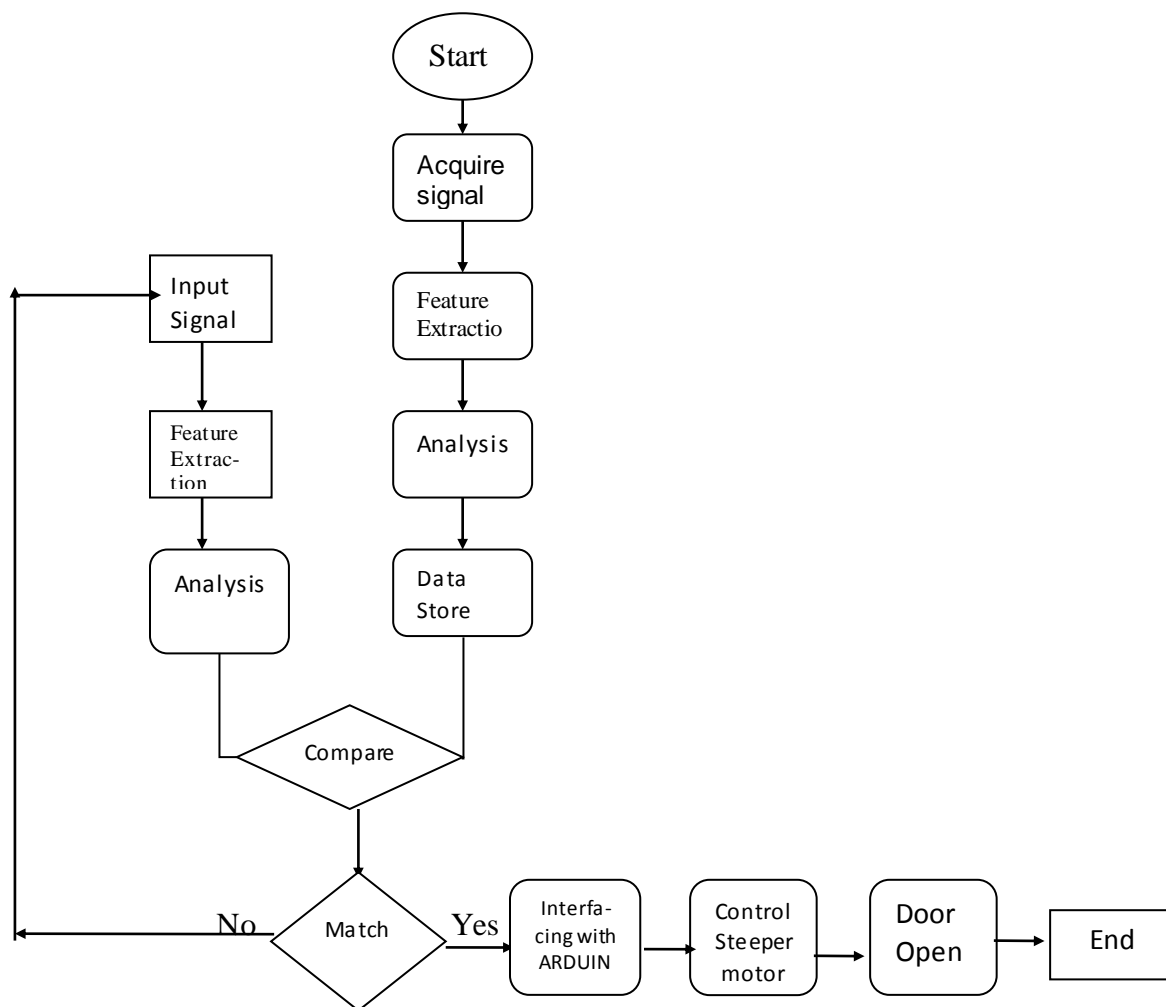 Start
Acquire
signal
Feature
Extractio
Analysis
Data
Store
Input
Signal
Feature
Extrac-
tion
Analysis
Compare
Match
No
Yes
Interfa-
cing with
ARDUIN
Control
Steeper
motor
Door
Open
End